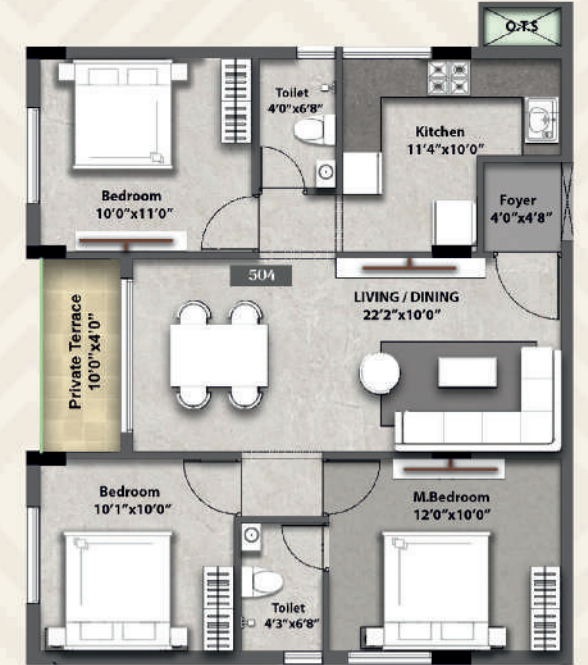 O.T.S
Toilet
4'0"x6'8"
Kitchen
11'4"x10'0"
Bedroom
10'0"x11'0"
Foyer
4'0"x4'8"
504
LIVING / DINING
22'2"x10'0"
Private Terrace
10'0"x4'0"
Bedroom
10'1"x10'0"
M.Bedroom
12'0"x10'0"
Toilet
4'3"x6'8"